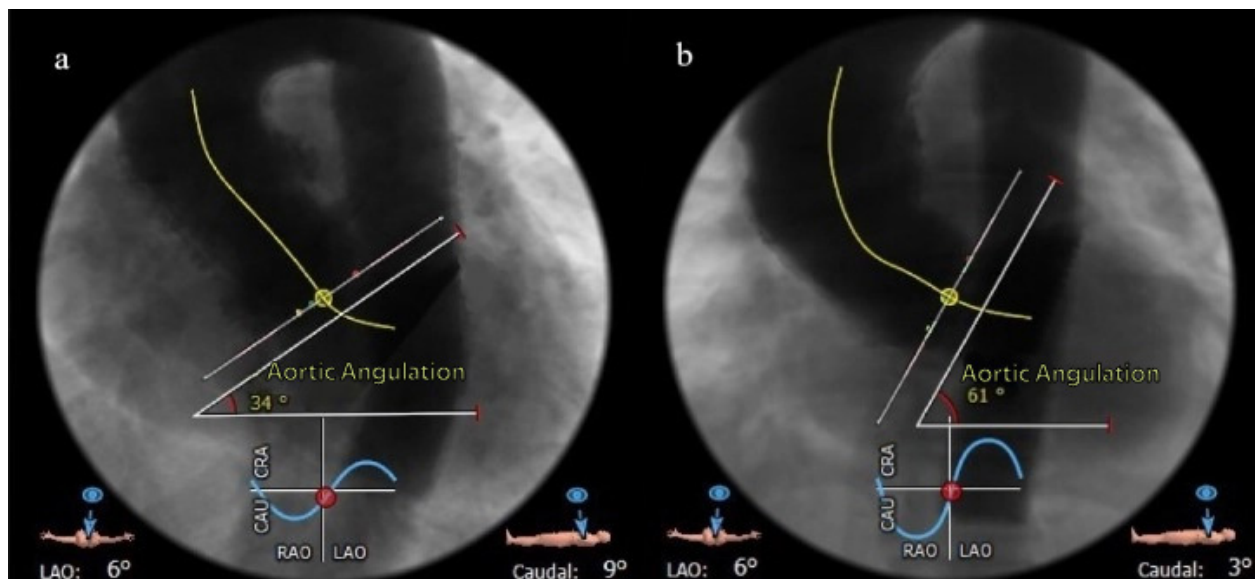 a
Aortic Angulation
34 °
CRA
CAU
RAO
LAO
LAO: 6°
Caudal: 9°
b
Aortic Angulation
61 °
CRA
CAU
RAO
LAO
LAO: 6°
Caudal: 3°